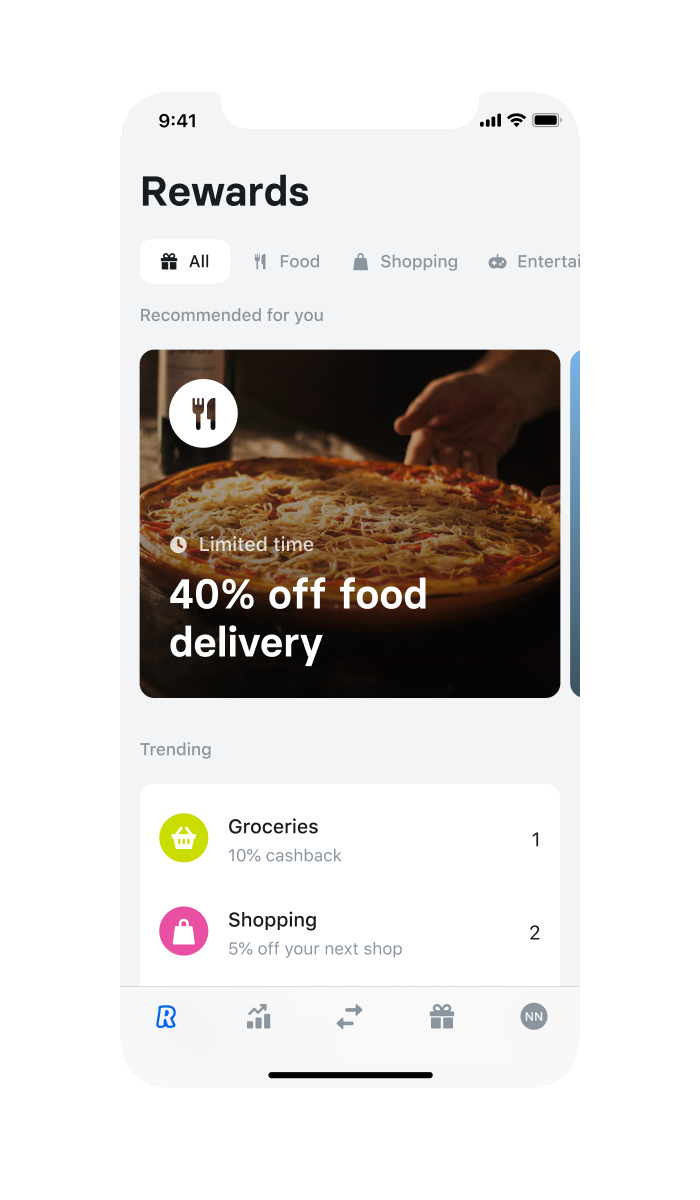 9:41
Rewards
All Food Shopping Entertai
Recommended for you
Limited time
40% off food
delivery
Trending
Groceries 1
10% cashback
Shopping 2
5% off your next shop
R NN